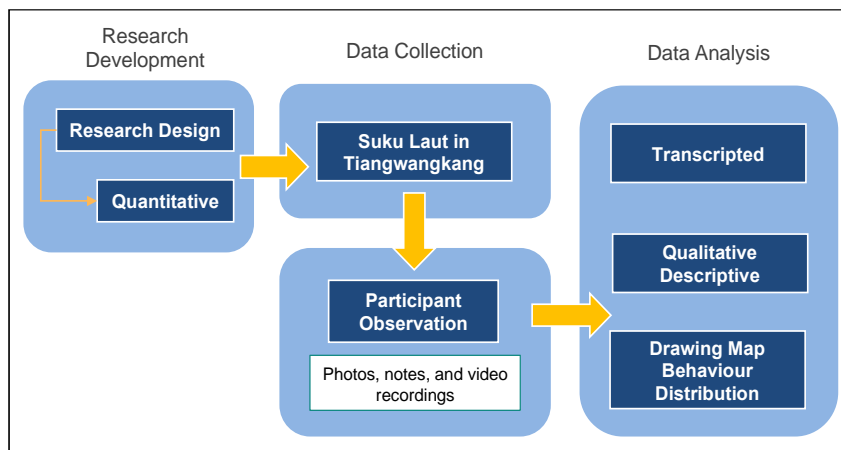 Research
Development
Research Design
Quantitative
Data Collection
Suku Laut in
Tiangwangkang
Participant
Observation
Photos, notes, and video
recordings
Data Analysis
Transcripted
Qualitative
Descriptive
Drawing Map
Behaviour
Distribution